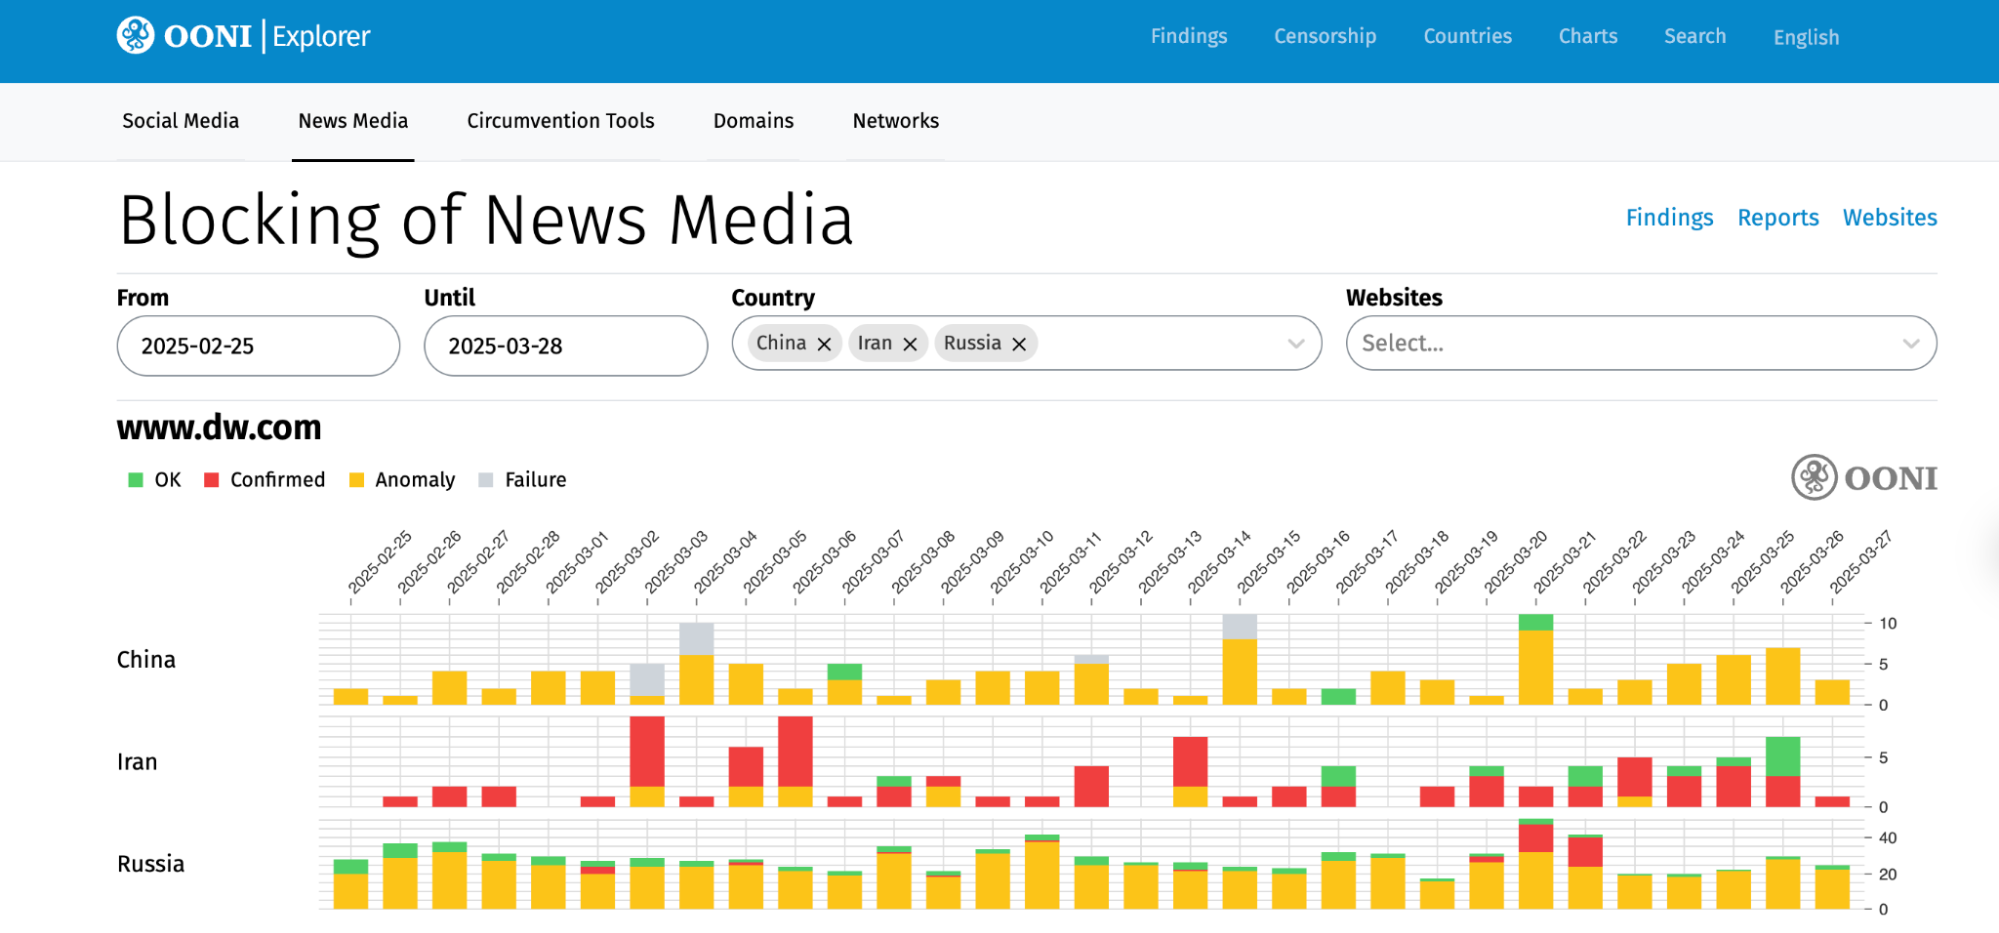 OONI | Explorer
Findings Censorship Countries Charts Search English
Social Media News Media Circumvention Tools Domains Networks
Blocking of News Media
Findings Reports Websites
From Until Country Websites
2025-02-25 2025-03-28 China × Iran × Russia × Select...
www.dw.com
OK Confirmed Anomaly Failure
OONI
2025-02-25 2025-02-26 2025-02-27 2025-02-28 2025-03-01 2025-03-02 2025-03-03 2025-03-04 2025-03-05 2025-03-06 2025-03-07 2025-03-08 2025-03-09 2025-03-10 2025-03-11 2025-03-12 2025-03-13 2025-03-14 2025-03-15 2025-03-16 2025-03-17 2025-03-18 2025-03-19 2025-03-20 2025-03-21 2025-03-22 2025-03-23 2025-03-24 2025-03-25 2025-03-26 2025-03-27
10
China
5
0
Iran
5
0
40
Russia
20
0